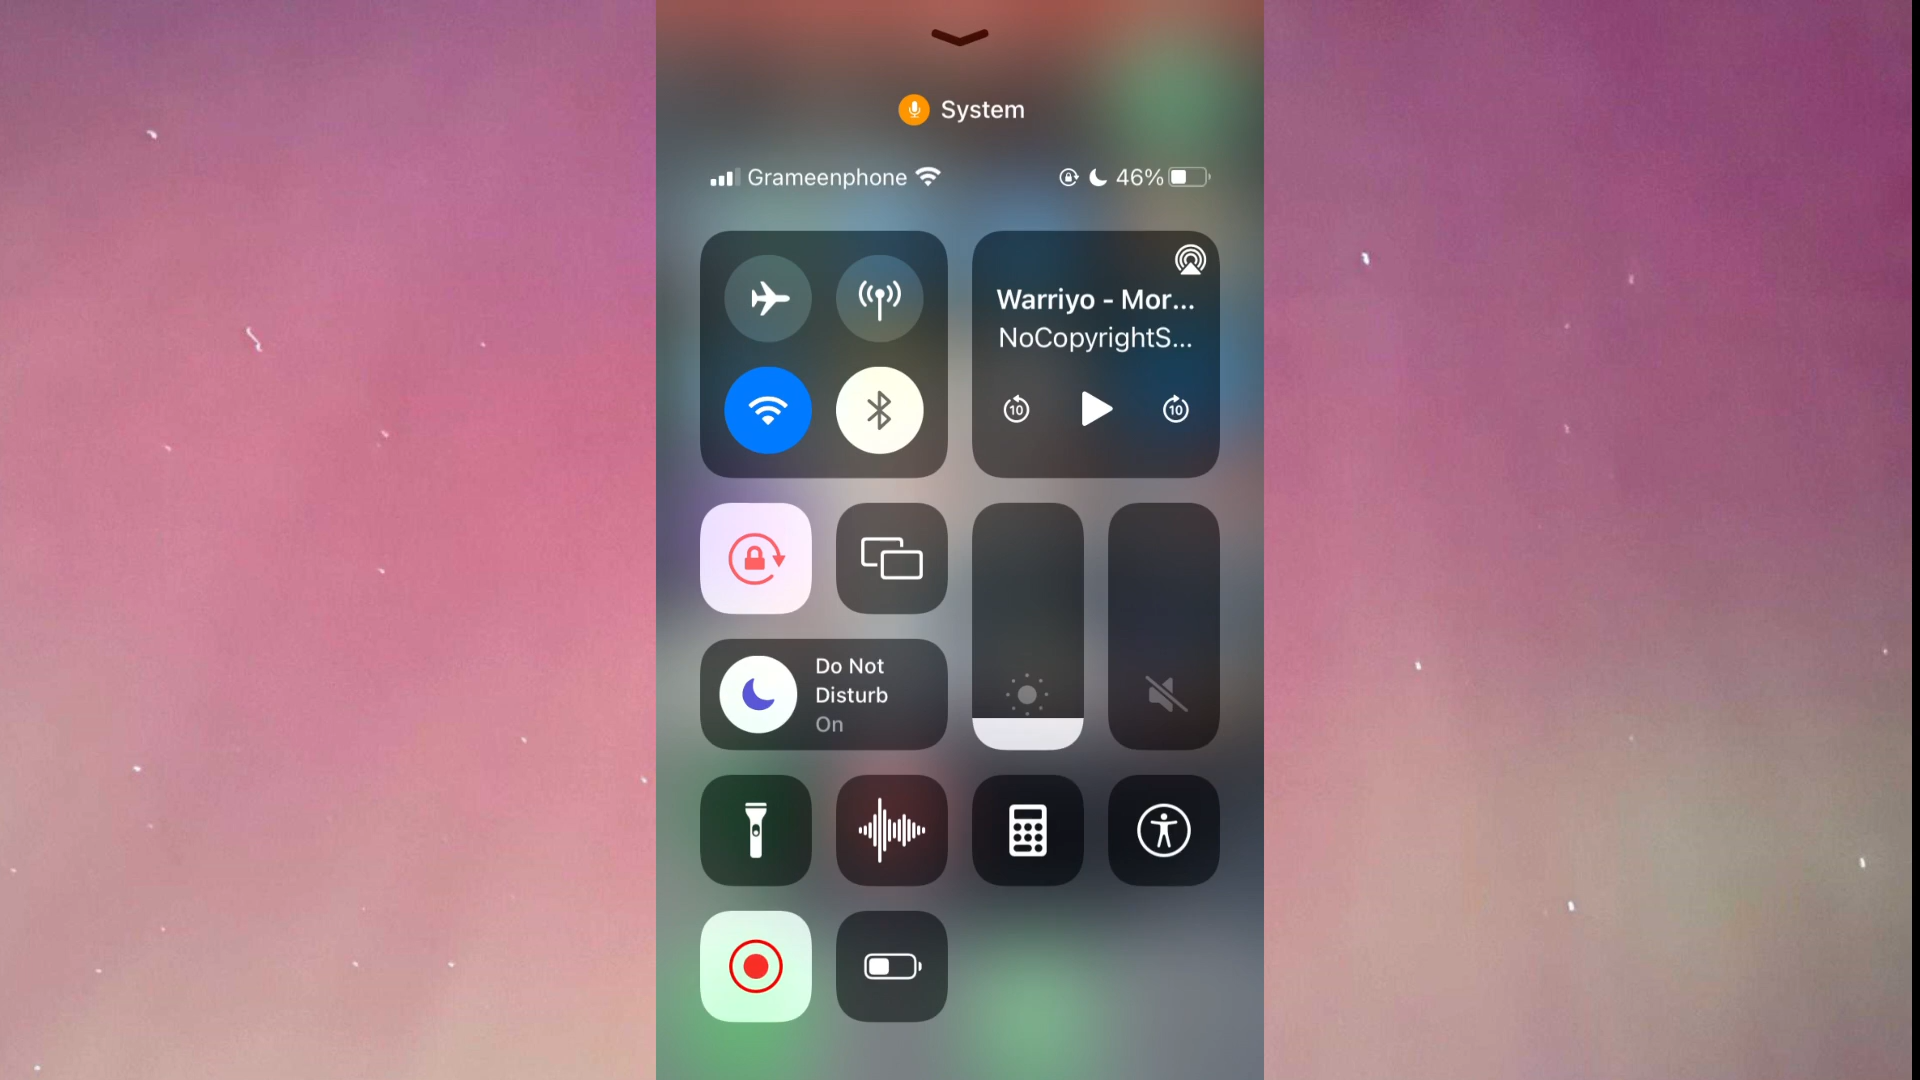 System
Grameenphone 46%
Warriyo - Mor...
NoCopyrightS...
10 10
Do Not
Disturb
On